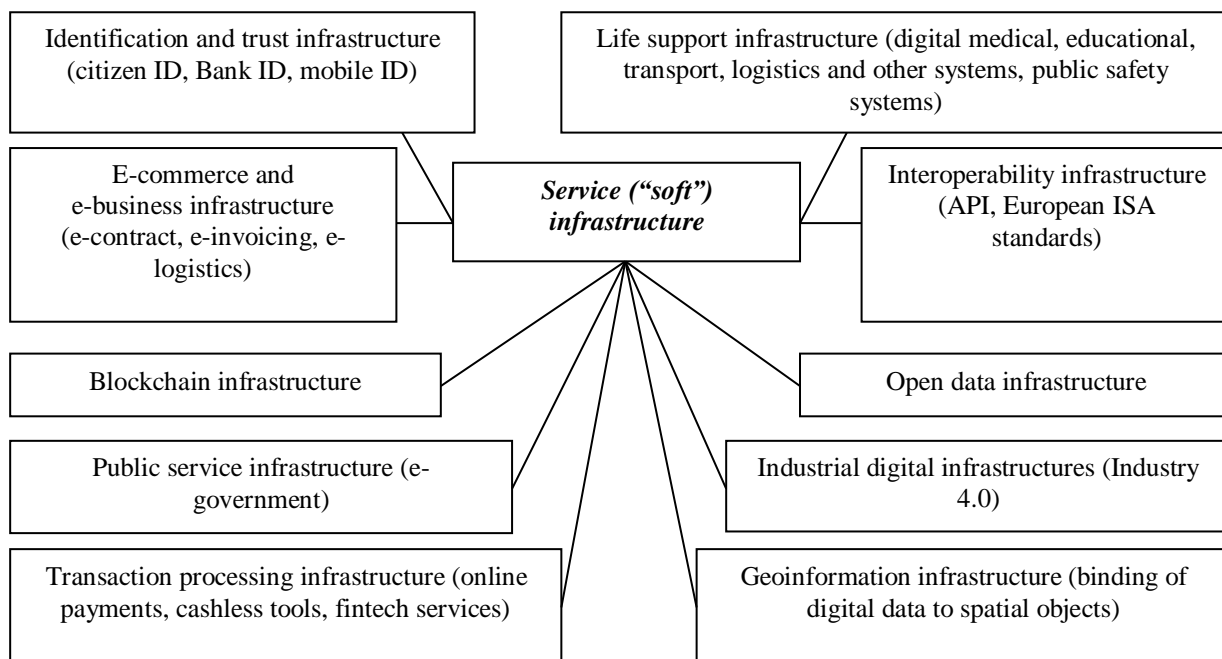 Identification and trust infrastructure
(citizen ID, Bank ID, mobile ID)
Life support infrastructure (digital medical, educational,
transport, logistics and other systems, public safety
systems)
E-commerce and
e-business infrastructure
(e-contract, e-invoicing, e-
logistics)
Service (“soft”)
infrastructure
Interoperability infrastructure
(API, European ISA
standards)
Blockchain infrastructure
Open data infrastructure
Public service infrastructure (e-
government)
Industrial digital infrastructures (Industry
4.0)
Transaction processing infrastructure (online
payments, cashless tools, fintech services)
Geoinformation infrastructure (binding of
digital data to spatial objects)